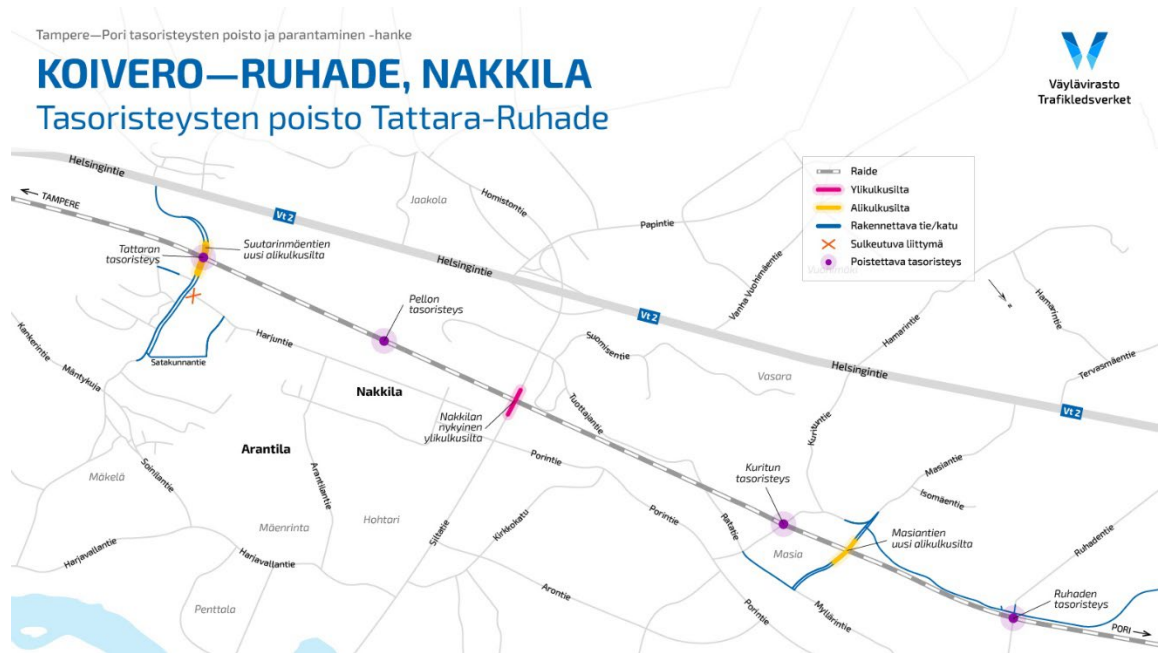 Tampere—Pori tasoristeysten poisto ja parantaminen -hanke
KOIVERO—RUHADE, NAKKILA
Tasoristeysten poisto Tattara-Ruhade
Väylävirasto
Trafikledsverket
Raide
Ylikulkusilta
Alikulkusilta
Rakennettava tie/katu
Sulkeutuva liittymä
Poistettava tasoristeys
Helsingintie
← TAMPERE
Vt 2
Jaakola
Homistontie
Papintie
Tattaran
tasoristeys
Suutarinmäentien
uusi alikulkusilta
Helsingintie
Vanha Vuohimäentie
Hamarintie
Hamarintie
Pellon
tasoristeys
Vt 2
Kankerintie
Mäntykuja
Satakunnantie
Harjuntie
Suomisentie
Vasara
Helsingintie
Tervasmäentie
Nakkila
Nakkilan
nykyinen
ylikulkusilta
Tuottajantie
Kurituntie
Vt 2
Arantila
Porintie
Kuritun
tasoristeys
Masiantie
Isomäentie
Mäkelä
Soinilantie
Arantilantie
Mäenrinta
Hohtari
Siltatie
Kirkkokatu
Porintie
Ratatie
Masia
Masiantien
uusi alikulkusilta
Ruhadentie
Harjavallantie
Harjavallantie
Penttala
Arontie
Porintie
Myllärintie
Ruhaden
tasoristeys
PORI →